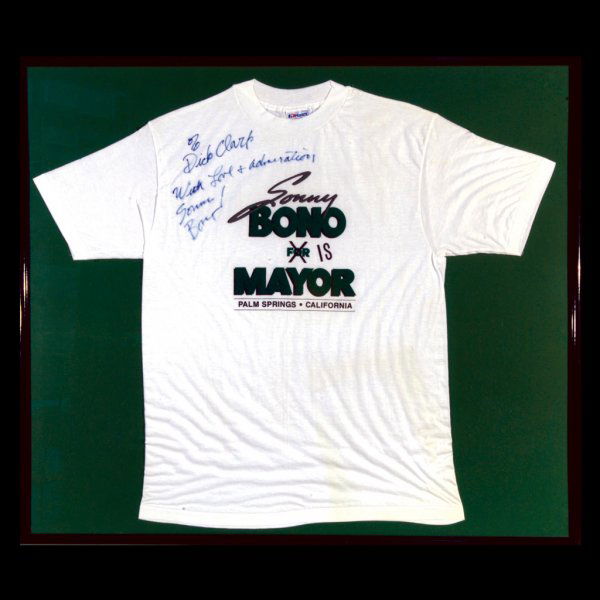 to
Dick Clark
With Love & admiration,
Sonny
Bono!
Sonny
BONO
FOR IS
MAYOR
PALM SPRINGS • CALIFORNIA